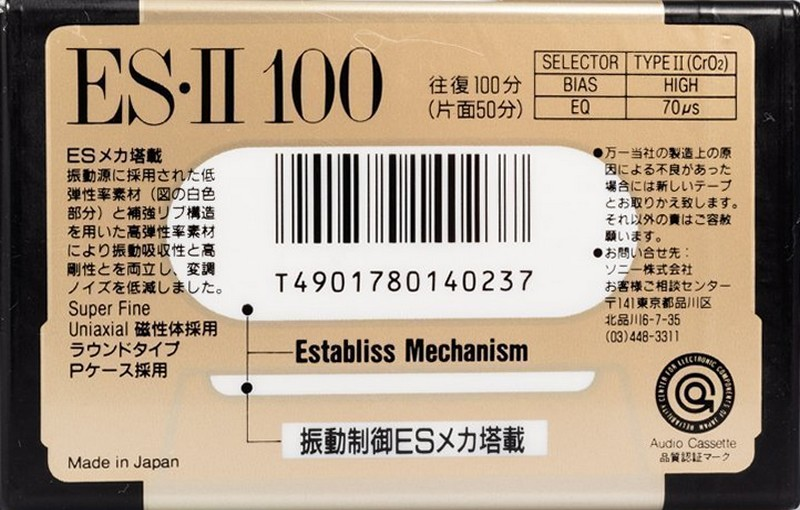 ES・II 100
往復100分
(片面50分)
SELECTOR TYPE II (CrO2)
BIAS HIGH
EQ 70μs
ESメカ搭載
振動源に採用された低
弾性率素材（図の白色
部分）と補強リブ構造
を用いた高弾性率素材
により振動吸収性と高
剛性とを両立し、変調
ノイズを低減しました。
Super Fine
Uniaxial 磁性体採用
ラウンドタイプ
Pケース採用
T4901780140237
Establiss Mechanism
振動制御ESメカ搭載
●万一当社の製造上の原
因による不良があった
場合には新しいテープ
とお取りかえ致します。
それ以外の責はご容赦
願います。
●お問い合せ先：
ソニー株式会社
お客様ご相談センター
〒141東京都品川区
北品川6-7-35
(03)448-3311
RELIABILITY CENTER FOR ELECTRONIC COMPONENTS OF JAPAN
Audio Cassette
品質認証マーク
Made in Japan